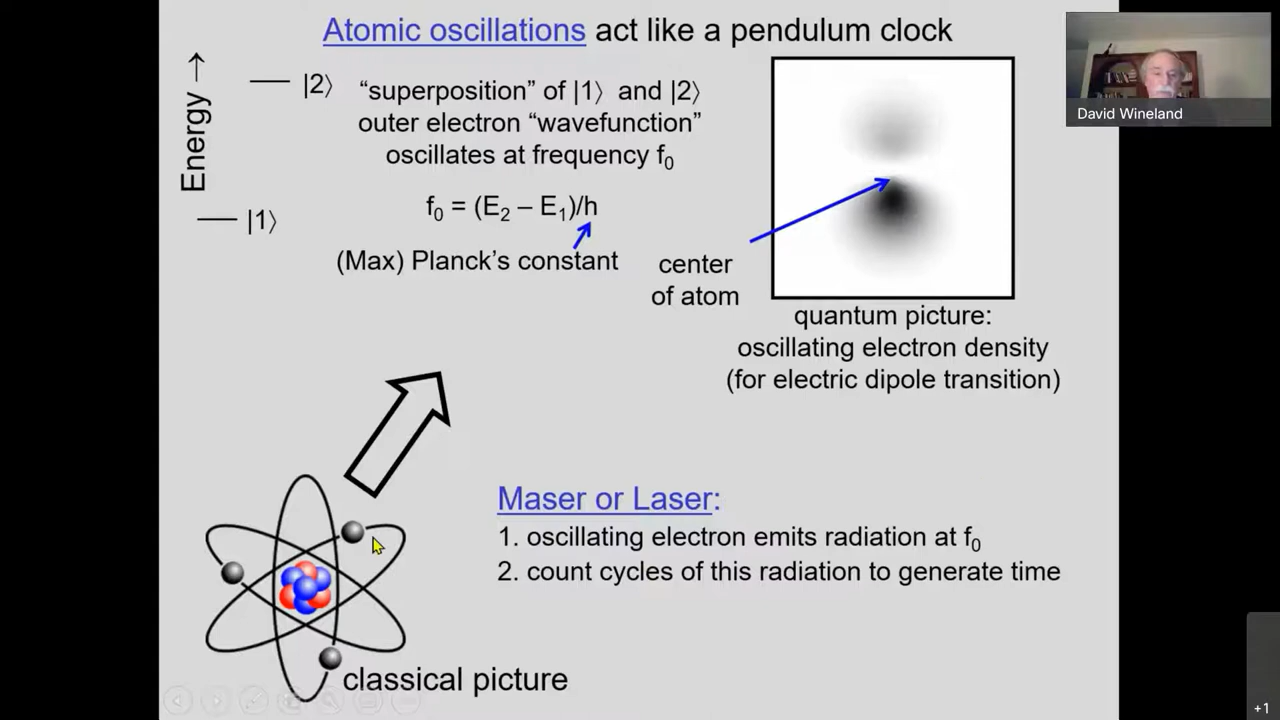 Atomic oscillations act like a pendulum clock
David Wineland
Energy →
|2⟩
|1⟩
“superposition” of |1⟩ and |2⟩
outer electron “wavefunction”
oscillates at frequency f₀
f₀ = (E₂ – E₁)/h
(Max) Planck’s constant
center
of atom
quantum picture:
oscillating electron density
(for electric dipole transition)
Maser or Laser:
1. oscillating electron emits radiation at f₀
2. count cycles of this radiation to generate time
classical picture
+1